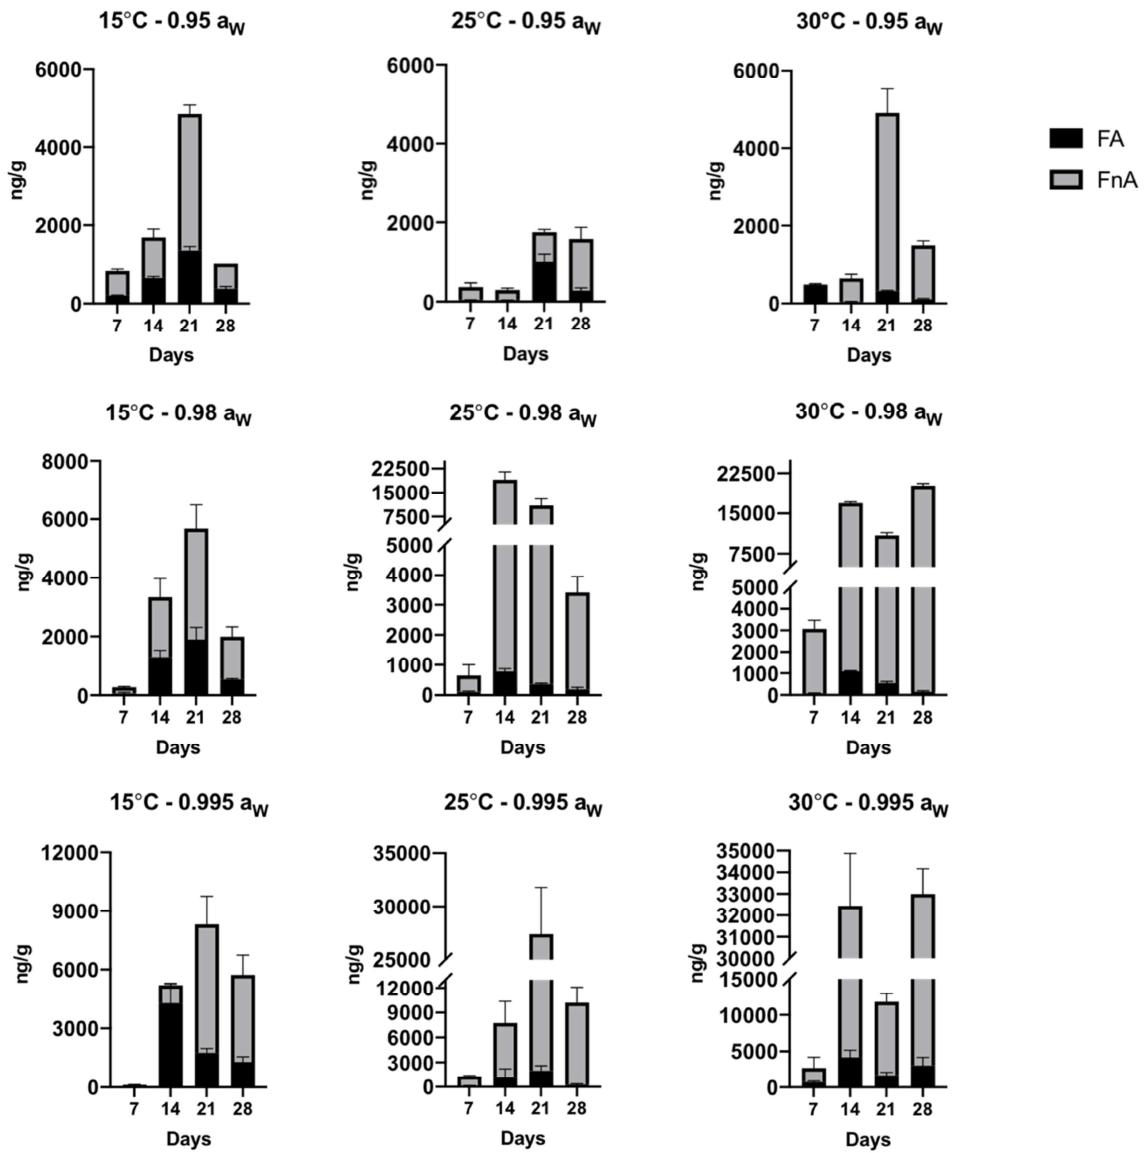 15°C - 0.95 aW
6000
4000
2000
0
ng/g
7 14 21 28
Days
25°C - 0.95 aW
6000
4000
2000
0
ng/g
7 14 21 28
Days
30°C - 0.95 aW
6000
4000
2000
0
ng/g
7 14 21 28
Days
FA
FnA
15°C - 0.98 aW
8000
6000
4000
2000
0
ng/g
7 14 21 28
Days
25°C - 0.98 aW
22500
15000
7500
5000
4000
3000
2000
1000
0
ng/g
7 14 21 28
Days
30°C - 0.98 aW
22500
15000
7500
5000
4000
3000
2000
1000
0
ng/g
7 14 21 28
Days
15°C - 0.995 aW
12000
9000
6000
3000
0
ng/g
7 14 21 28
Days
25°C - 0.995 aW
35000
30000
25000
12000
9000
6000
3000
0
ng/g
7 14 21 28
Days
30°C - 0.995 aW
35000
34000
33000
32000
31000
30000
15000
10000
5000
0
ng/g
7 14 21 28
Days